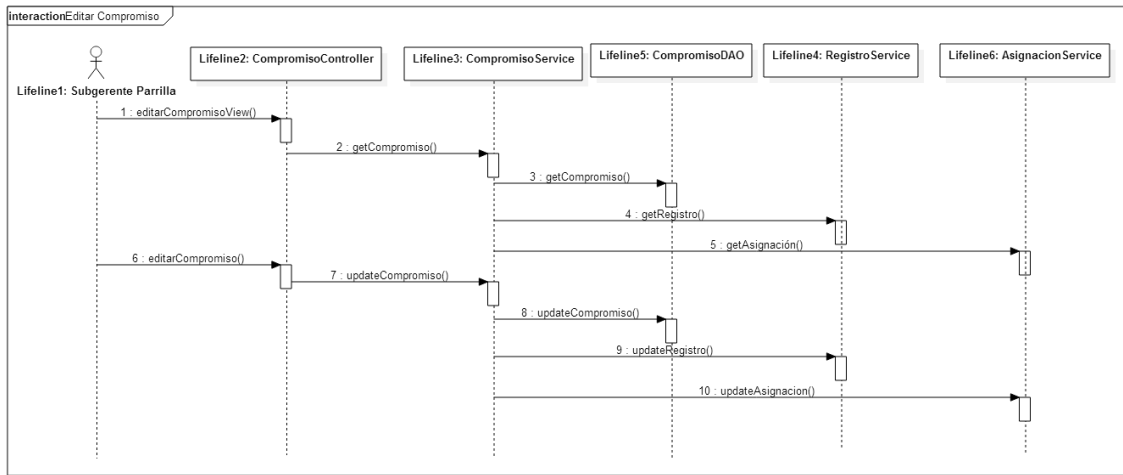 interactionEditar Compromiso
Lifeline2: CompromisoController
Lifeline3: CompromisoService
Lifeline5: CompromisoDAO
Lifeline4: RegistroService
Lifeline6: AsignacionService
Lifeline1: Subgerente Parrilla
1 : editarCompromisoView()
2 : getCompromiso()
3 : getCompromiso()
4 : getRegistro()
5 : getAsignación()
6 : editarCompromiso()
7 : updateCompromiso()
8 : updateCompromiso()
9 : updateRegistro()
10 : updateAsignacion()